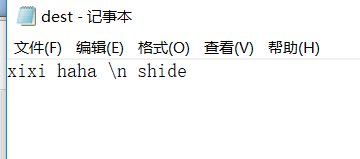 dest - 记事本
文件(F) 编辑(E) 格式(O) 查看(V) 帮助(H)
xixi haha \n shide